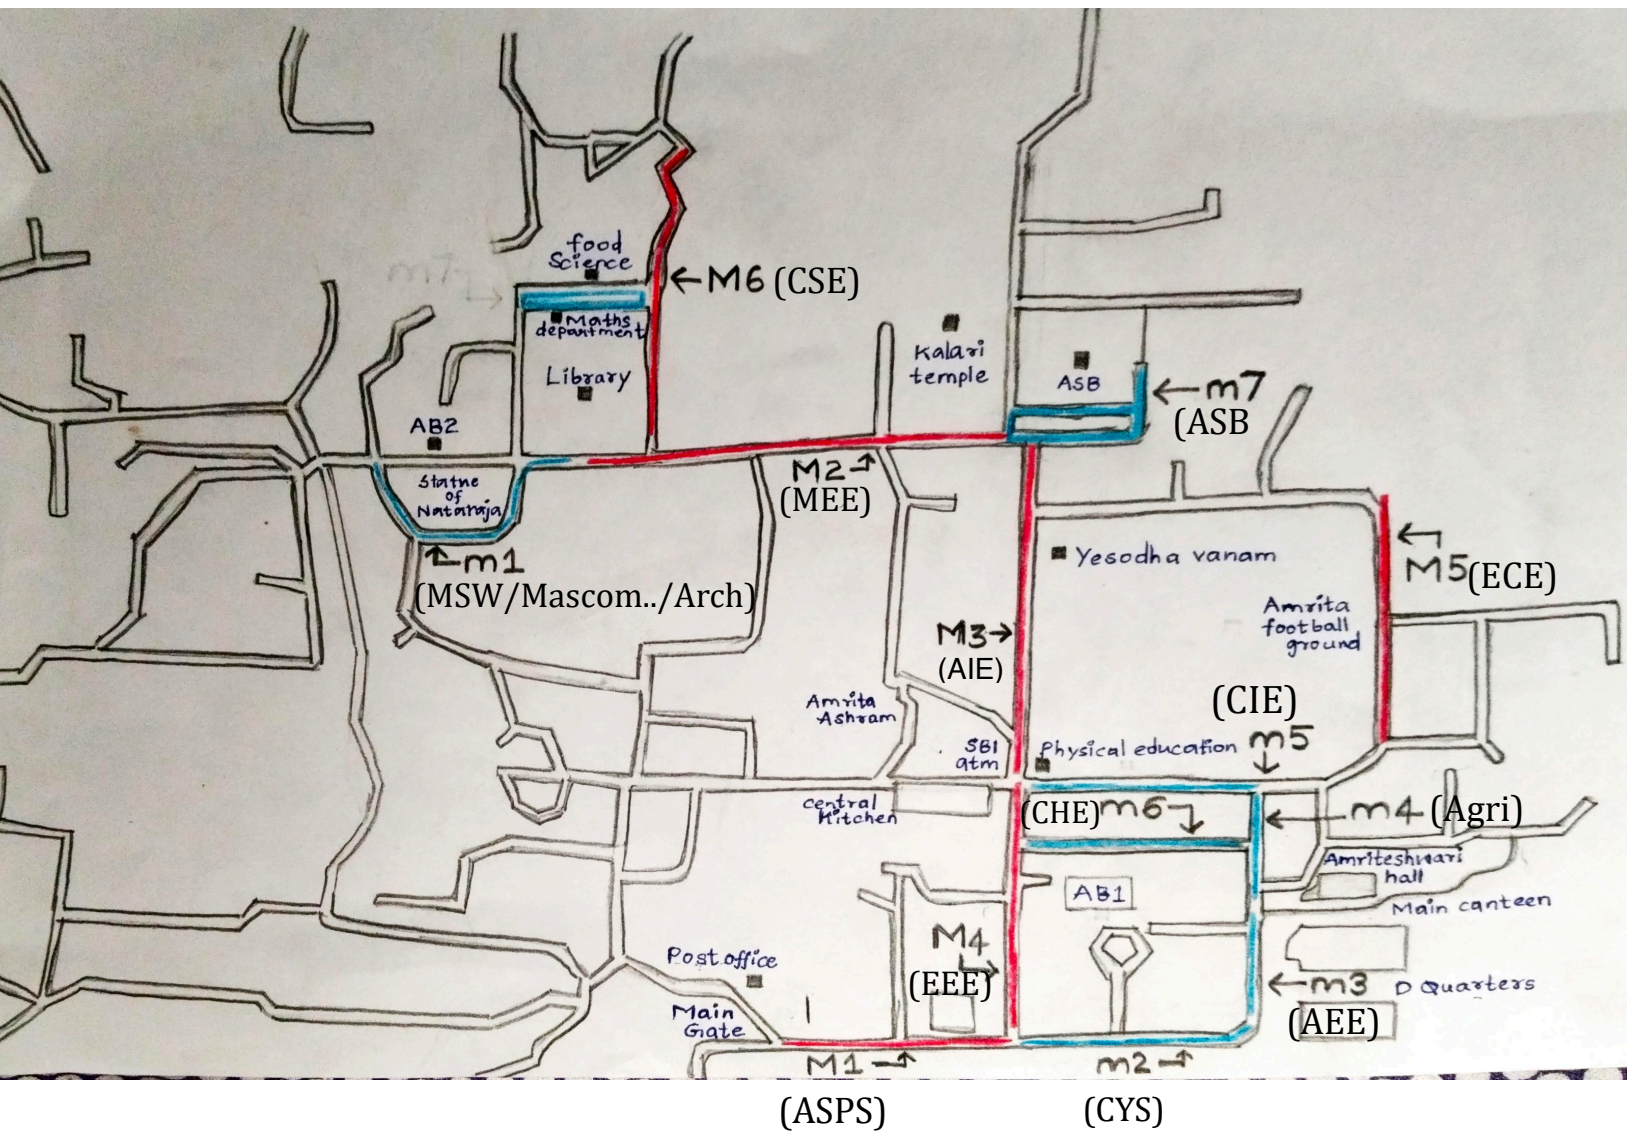 food
Science
m7→
←M6 (CSE)
Maths
department
Library
Kalari
temple
ASB
←m7
(ASB
AB2
Statne
of
Nataraja
M2
(MEE)
m1
(MSW/Mascom../Arch)
Yesodha vanam
M5(ECE)
Amrita
football
ground
M3→
(AIE)
(CIE)
Amrita
Ashram
SBI
atm
Physical education
m5
central
Kitchen
(CHE)
m6
m4 (Agri)
Amriteshwari
hall
AB1
Main canteen
M4
(EEE)
Post office
←m3
D Quarters
(AEE)
Main
Gate
M1
m2
(ASPS)
(CYS)